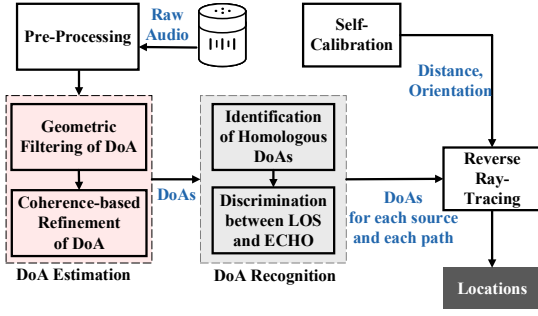 Pre-Processing
Raw
Audio
Self-
Calibration
Distance,
Orientation
Geometric
Filtering of DoA
Coherence-based
Refinement
of DoA
DoA Estimation
DoAs
Identification
of Homologous
DoAs
Discrimination
between LOS
and ECHO
DoA Recognition
DoAs
for each source
and each path
Reverse
Ray-
Tracing
Locations